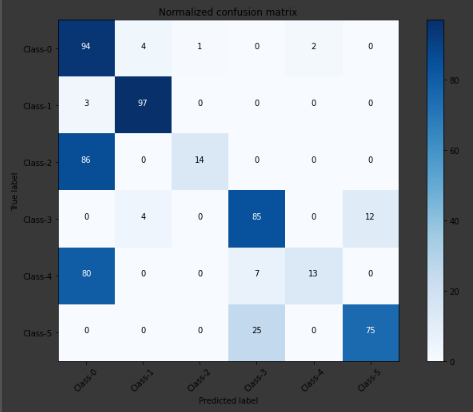 Normalized confusion matrix
Class-0 94 4 1 0 2 0
Class-1 3 97 0 0 0 0
Class-2 86 0 14 0 0 0
Class-3 0 4 0 85 0 12
Class-4 80 0 0 7 13 0
Class-5 0 0 0 25 0 75
True label
Class-0 Class-1 Class-2 Class-3 Class-4 Class-5
Predicted label
80
60
40
20
0